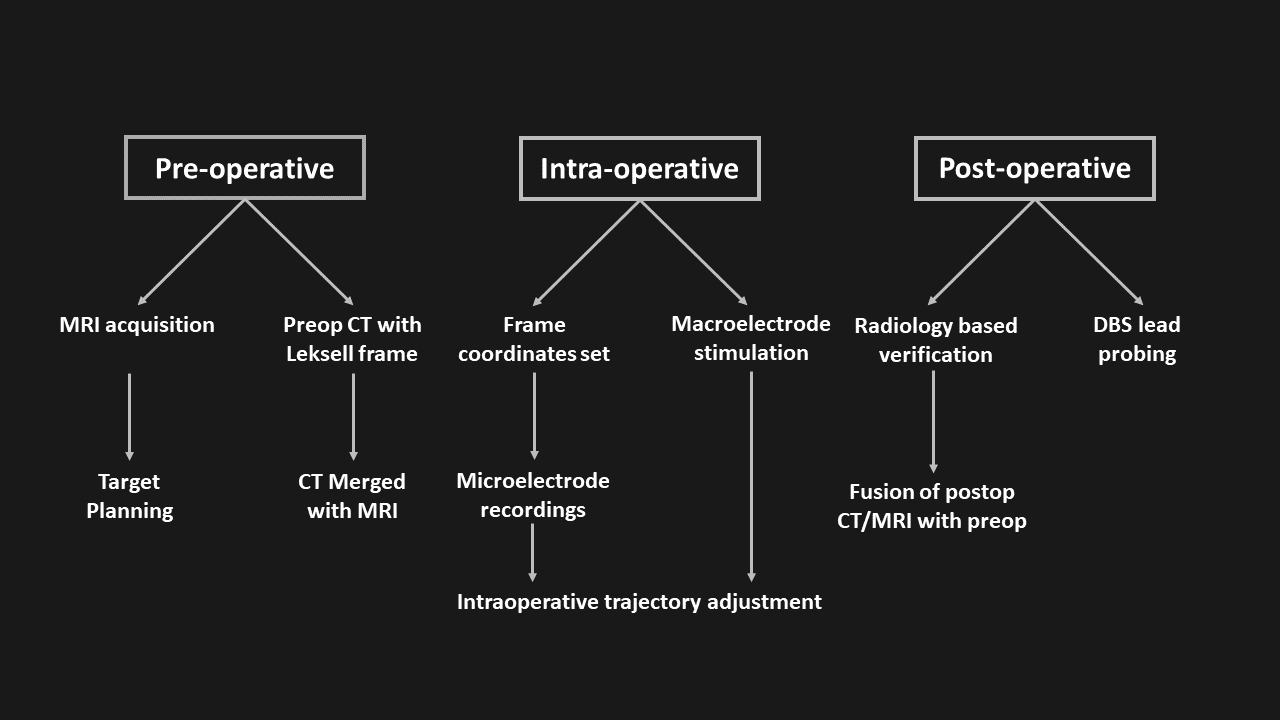 Pre-operative
Intra-operative
Post-operative
MRI acquisition
Preop CT with
Leksell frame
Frame
coordinates set
Macroelectrode
stimulation
Radiology based
verification
DBS lead
probing
Target
Planning
CT Merged
with MRI
Microelectrode
recordings
Fusion of postop
CT/MRI with preop
Intraoperative trajectory adjustment